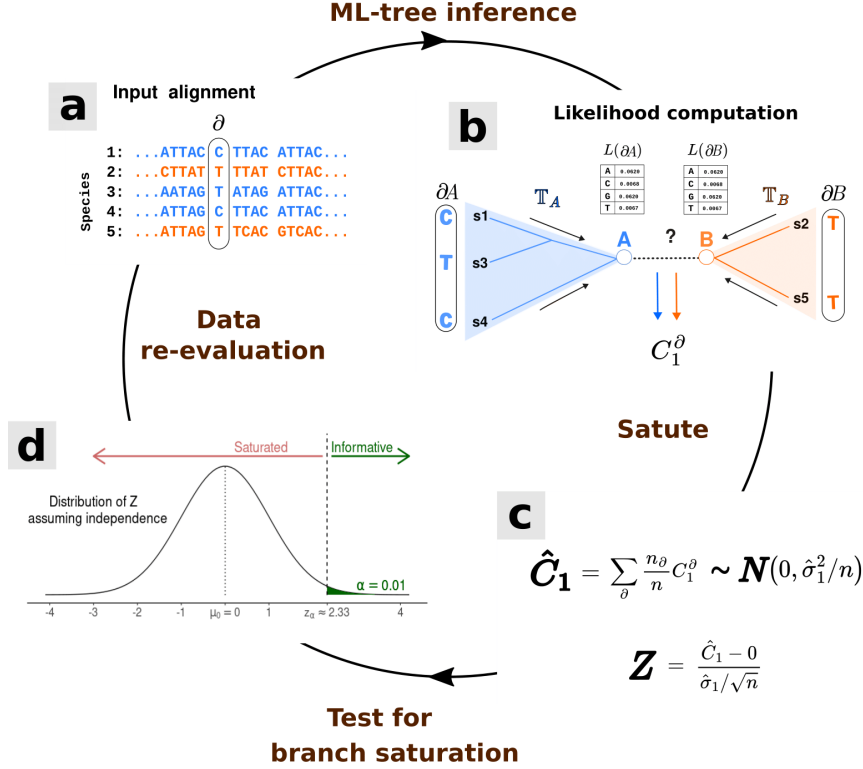 ML-tree inference
a
Input alignment
∂
Species
1: ...ATTAC C TTAC ATTAC...
2: ...CTTAT T TTAT CTTAC...
3: ...AATAG T ATAG ATTAC...
4: ...ATTAG C TTAC ATTAC...
5: ...ATTAG T TCAC GTCAC...
b
Likelihood computation
L(∂A)
A 0.0620
C 0.0068
G 0.0620
T 0.0067
L(∂B)
A 0.0620
C 0.0068
G 0.0620
T 0.0067
∂A
C
T
C
s1
s3
s4
𝕋A
A
?
B
𝕋B
∂B
s2
s5
T
T
C₁^∂
Data
re-evaluation
Satute
d
Saturated
Informative
Distribution of Z
assuming independence
α = 0.01
-4 -3 -2 -1 μ₀ = 0 1 zα ≈ 2.33 4
c
Ĉ₁ = ∑∂ n∂/n C₁^∂ ~ N(0, σ̂₁²/n)
Z = (Ĉ₁ − 0)/(σ̂₁/√n)
Test for
branch saturation